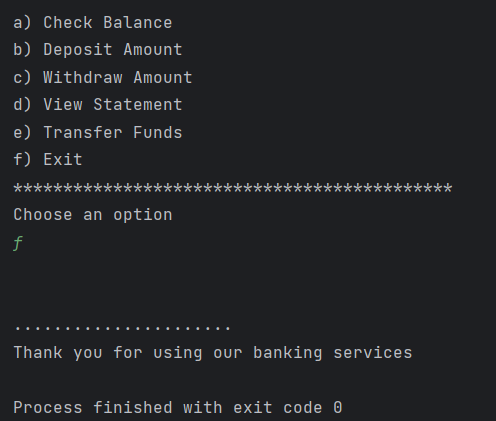 a) Check Balance
b) Deposit Amount
c) Withdraw Amount
d) View Statement
e) Transfer Funds
f) Exit
********************************************
Choose an option
f
......................
Thank you for using our banking services
Process finished with exit code 0